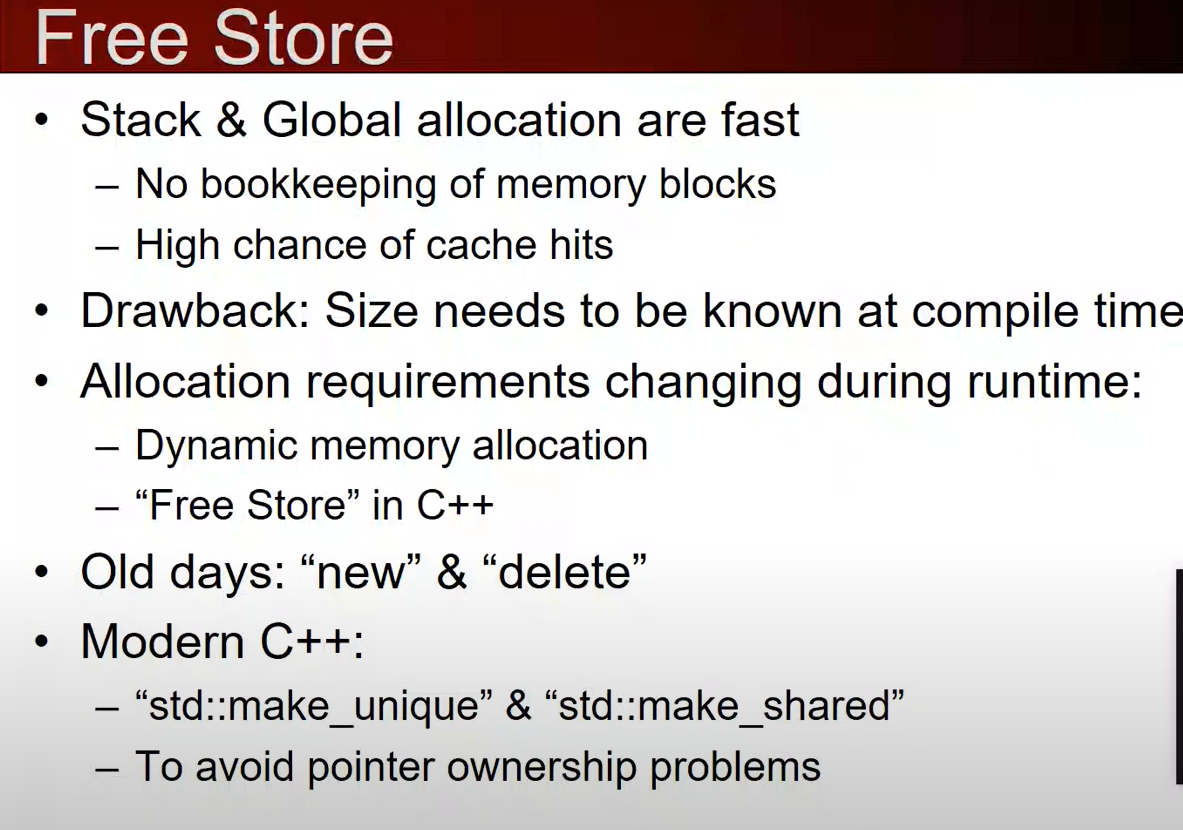 Free Store
• Stack & Global allocation are fast
– No bookkeeping of memory blocks
– High chance of cache hits
• Drawback: Size needs to be known at compile time
• Allocation requirements changing during runtime:
– Dynamic memory allocation
– “Free Store” in C++
• Old days: “new” & “delete”
• Modern C++:
– “std::make_unique” & “std::make_shared”
– To avoid pointer ownership problems